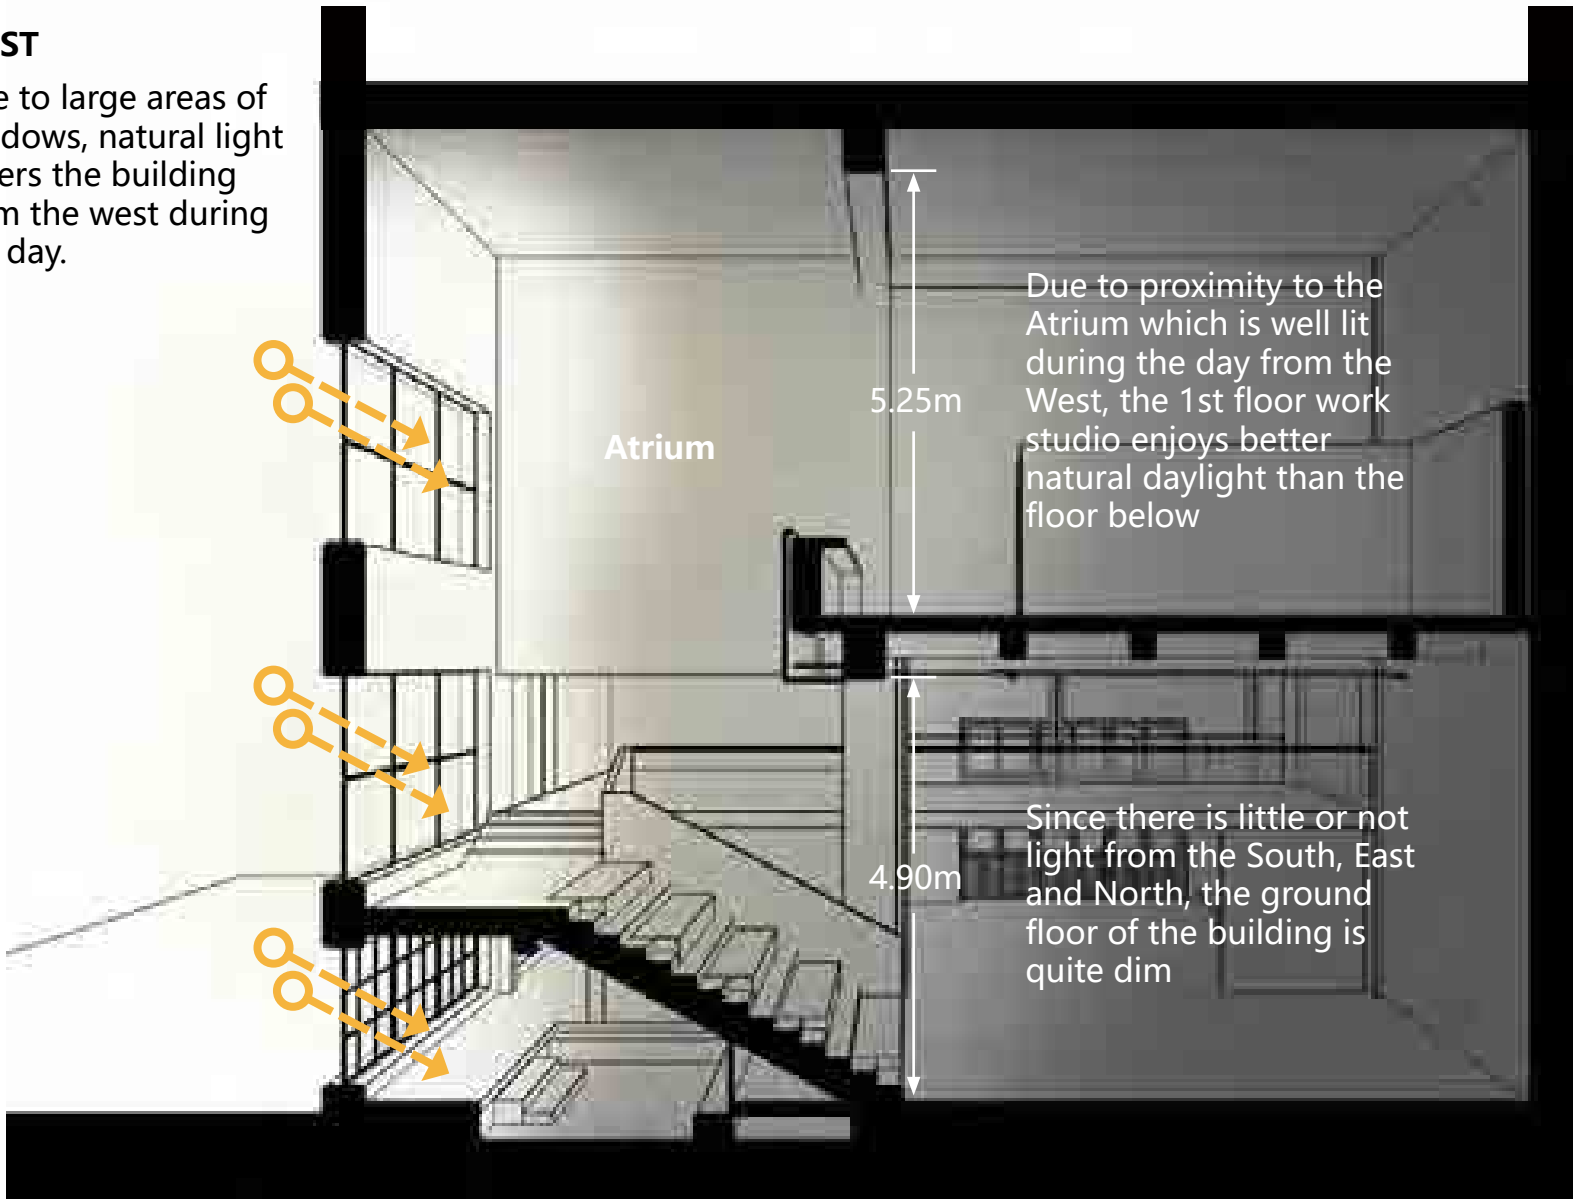 ST
e to large areas of
dows, natural light
ers the building
m the west during
day.
Due to proximity to the
Atrium which is well lit
during the day from the
West, the 1st floor work
studio enjoys better
natural daylight than the
floor below
5.25m
Atrium
Since there is little or not
light from the South, East
and North, the ground
floor of the building is
quite dim
4.90m